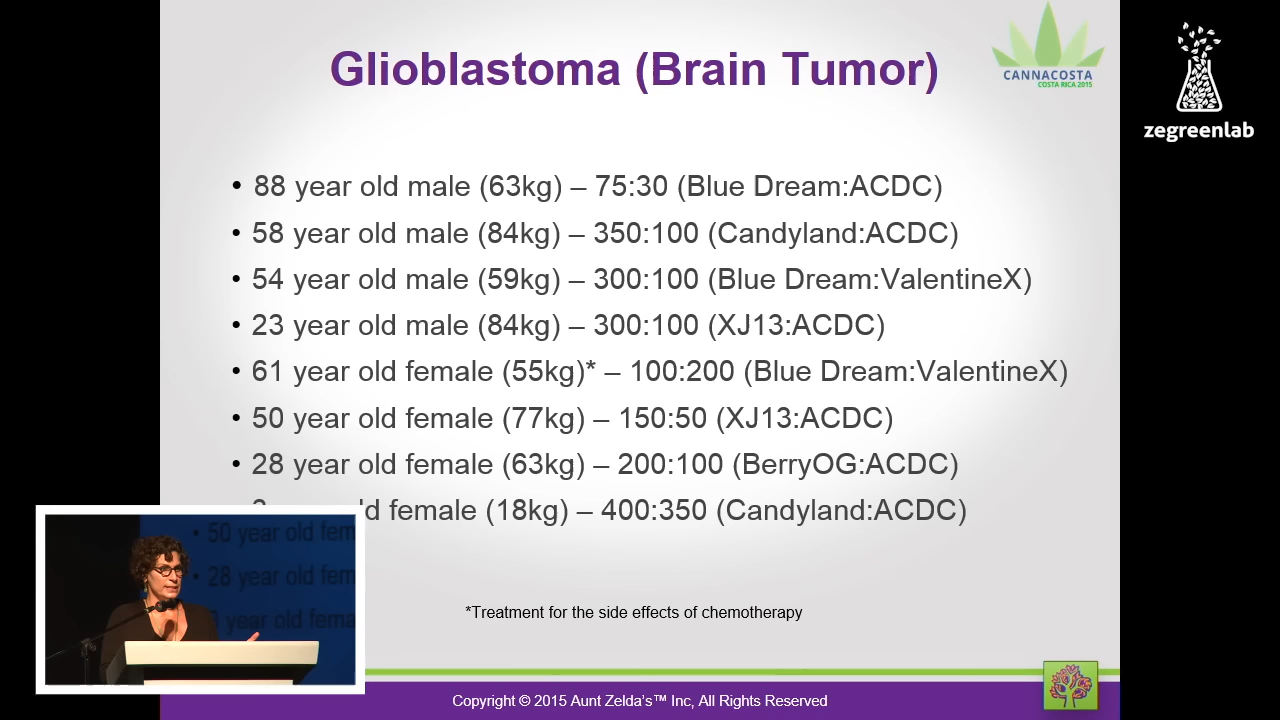 Glioblastoma (Brain Tumor)
CANNACOSTA
COSTA RICA 2015
zegreenlab
• 88 year old male (63kg) – 75:30 (Blue Dream:ACDC)
• 58 year old male (84kg) – 350:100 (Candyland:ACDC)
• 54 year old male (59kg) – 300:100 (Blue Dream:ValentineX)
• 23 year old male (84kg) – 300:100 (XJ13:ACDC)
• 61 year old female (55kg)* – 100:200 (Blue Dream:ValentineX)
• 50 year old female (77kg) – 150:50 (XJ13:ACDC)
• 28 year old female (63kg) – 200:100 (BerryOG:ACDC)
female (18kg) – 400:350 (Candyland:ACDC)
• 50 year old fem
• 28 year old fem
year old fema
*Treatment for the side effects of chemotherapy
Copyright © 2015 Aunt Zelda's™ Inc, All Rights Reserved